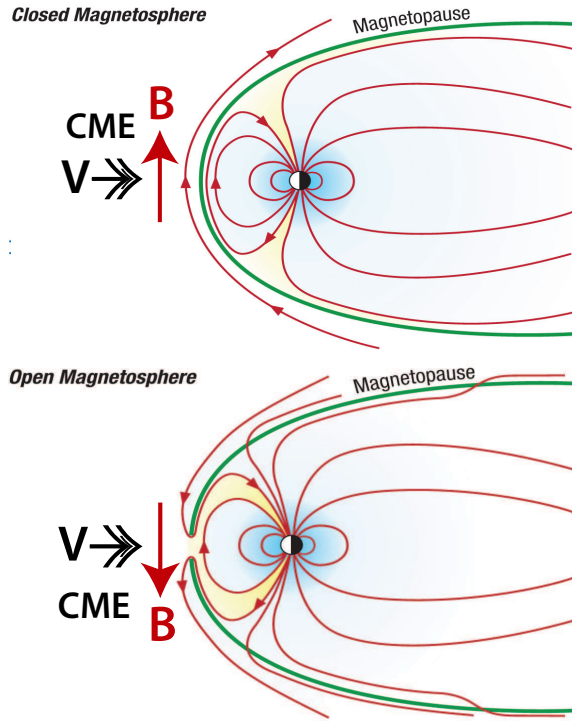 Closed Magnetosphere
Magnetopause
B
CME
V
:
Open Magnetosphere
Magnetopause
V
CME
B